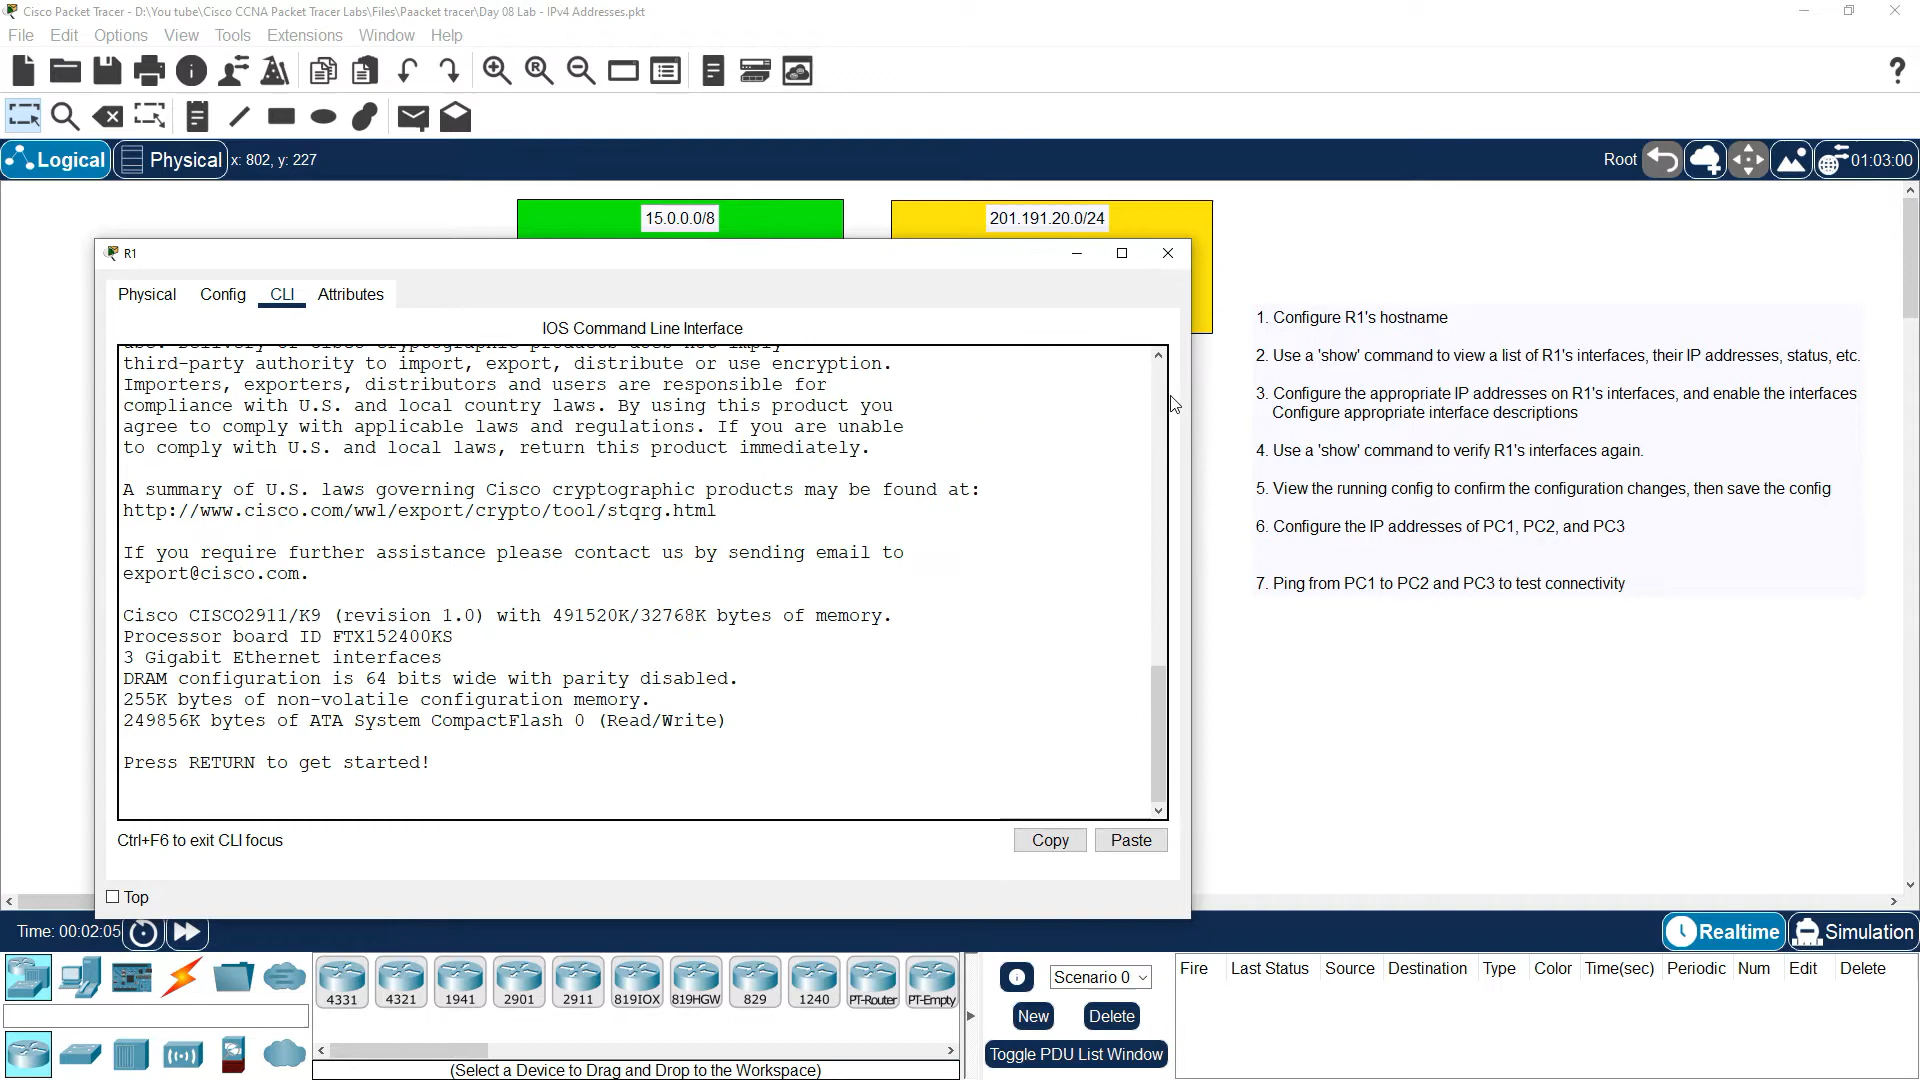 Cisco Packet Tracer - D:\You tube\Cisco CCNA Packet Tracer Labs\Files\Paacket tracer\Day 08 Lab - IPv4 Addresses.pkt
File Edit Options View Tools Extensions Window Help
?
Logical Physical x: 802, y: 227 Root 01:03:00
15.0.0.0/8 201.191.20.0/24
R1
Physical Config CLI Attributes
IOS Command Line Interface
use. Delivery of Cisco cryptographic products does not imply
third-party authority to import, export, distribute or use encryption.
Importers, exporters, distributors and users are responsible for
compliance with U.S. and local country laws. By using this product you
agree to comply with applicable laws and regulations. If you are unable
to comply with U.S. and local laws, return this product immediately.
A summary of U.S. laws governing Cisco cryptographic products may be found at:
http://www.cisco.com/wwl/export/crypto/tool/stqrg.html
If you require further assistance please contact us by sending email to
export@cisco.com.
Cisco CISCO2911/K9 (revision 1.0) with 491520K/32768K bytes of memory.
Processor board ID FTX152400KS
3 Gigabit Ethernet interfaces
DRAM configuration is 64 bits wide with parity disabled.
255K bytes of non-volatile configuration memory.
249856K bytes of ATA System CompactFlash 0 (Read/Write)
Press RETURN to get started!
Ctrl+F6 to exit CLI focus
Copy Paste
Top
1. Configure R1's hostname
2. Use a 'show' command to view a list of R1's interfaces, their IP addresses, status, etc.
3. Configure the appropriate IP addresses on R1's interfaces, and enable the interfaces
Configure appropriate interface descriptions
4. Use a 'show' command to verify R1's interfaces again.
5. View the running config to confirm the configuration changes, then save the config
6. Configure the IP addresses of PC1, PC2, and PC3
7. Ping from PC1 to PC2 and PC3 to test connectivity
Time: 00:02:05 Realtime Simulation
4331 4321 1941 2901 2911 819IOX 819HGW 829 1240 PT-Router PT-Empty
(Select a Device to Drag and Drop to the Workspace)
Scenario 0
New Delete
Toggle PDU List Window
Fire Last Status Source Destination Type Color Time(sec) Periodic Num Edit Delete